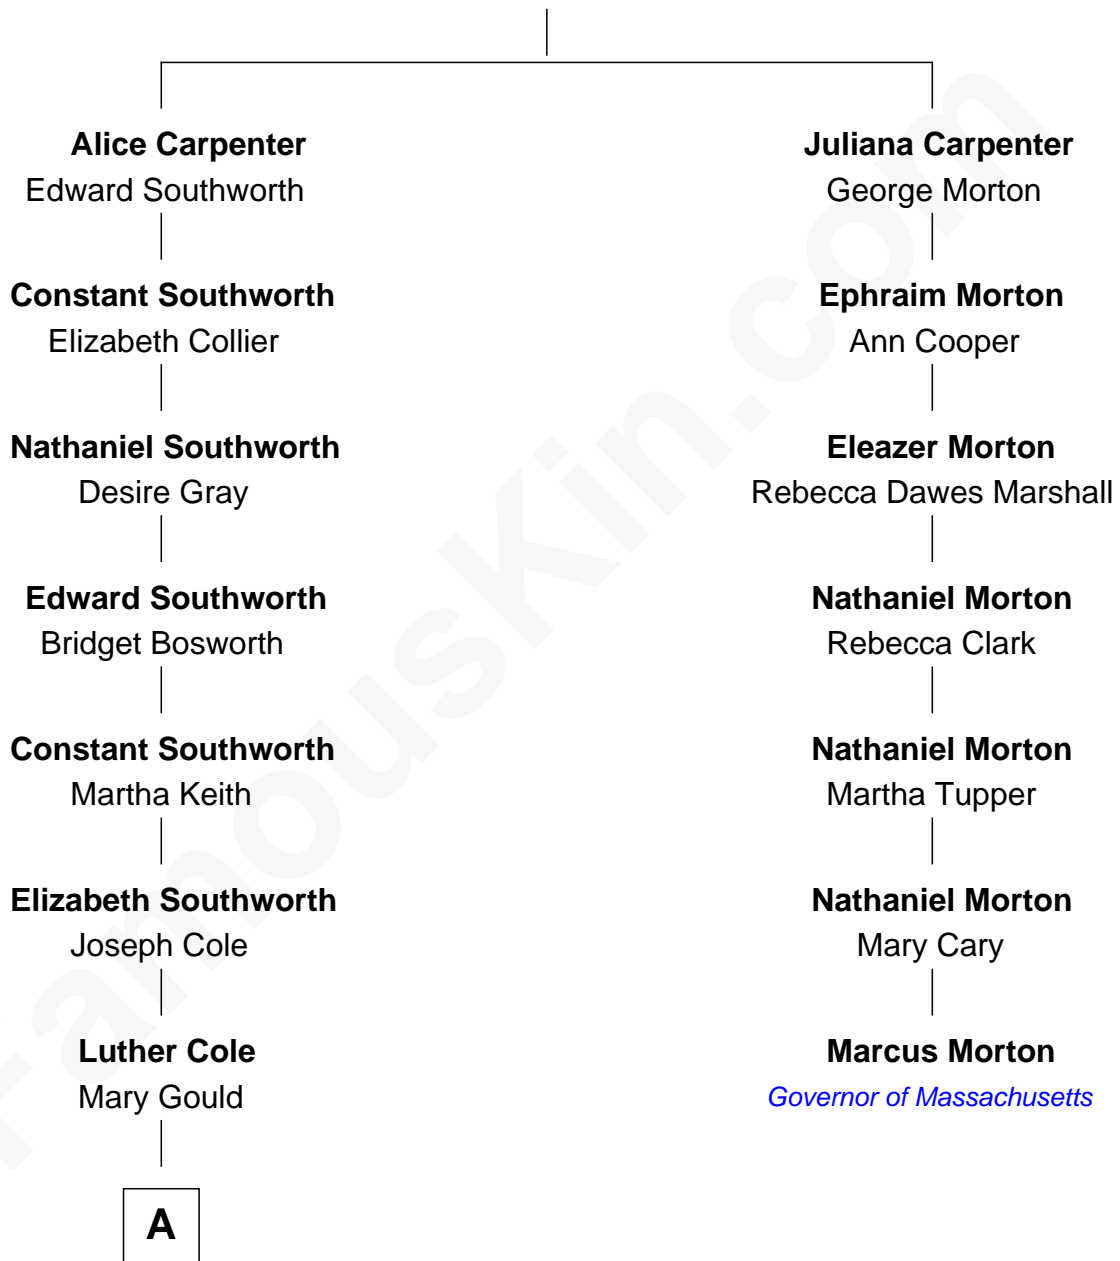 Alice Carpenter
Edward Southworth
Constant Southworth
Elizabeth Collier
Nathaniel Southworth
Desire Gray
Edward Southworth
Bridget Bosworth
Constant Southworth
Martha Keith
Elizabeth Southworth
Joseph Cole
Luther Cole
Mary Gould
A
Juliana Carpenter
George Morton
Ephraim Morton
Ann Cooper
Eleazer Morton
Rebecca Dawes Marshall
Nathaniel Morton
Rebecca Clark
Nathaniel Morton
Martha Tupper
Nathaniel Morton
Mary Cary
Marcus Morton
Governor of Massachusetts
FamousKin.com